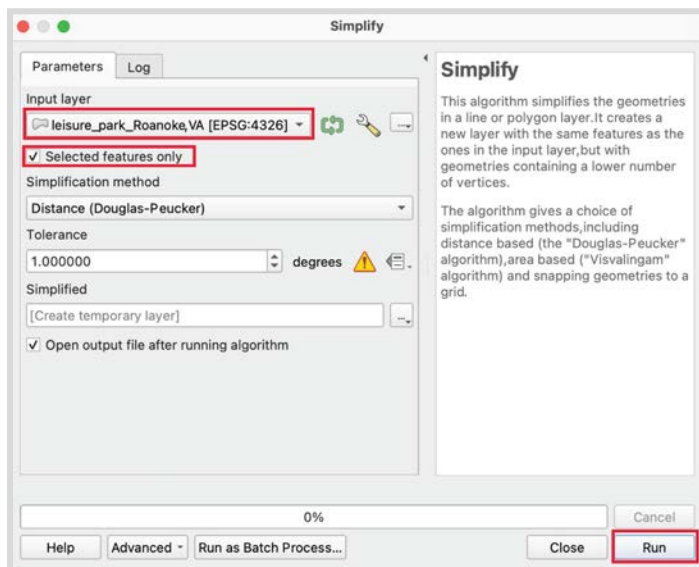 Simplify
Parameters
Log
Input layer
leisure_park_Roanoke,VA [EPSG:4326]
...
✓ Selected features only
Simplification method
Distance (Douglas-Peucker)
Tolerance
1.000000
degrees
Simplified
[Create temporary layer]
...
✓ Open output file after running algorithm
Simplify
This algorithm simplifies the geometries
in a line or polygon layer.It creates a
new layer with the same features as the
ones in the input layer,but with
geometries containing a lower number
of vertices.
The algorithm gives a choice of
simplification methods,including
distance based (the "Douglas-Peucker"
algorithm),area based ("Visvalingam"
algorithm) and snapping geometries to a
grid.
0%
Cancel
Help
Advanced
Run as Batch Process...
Close
Run